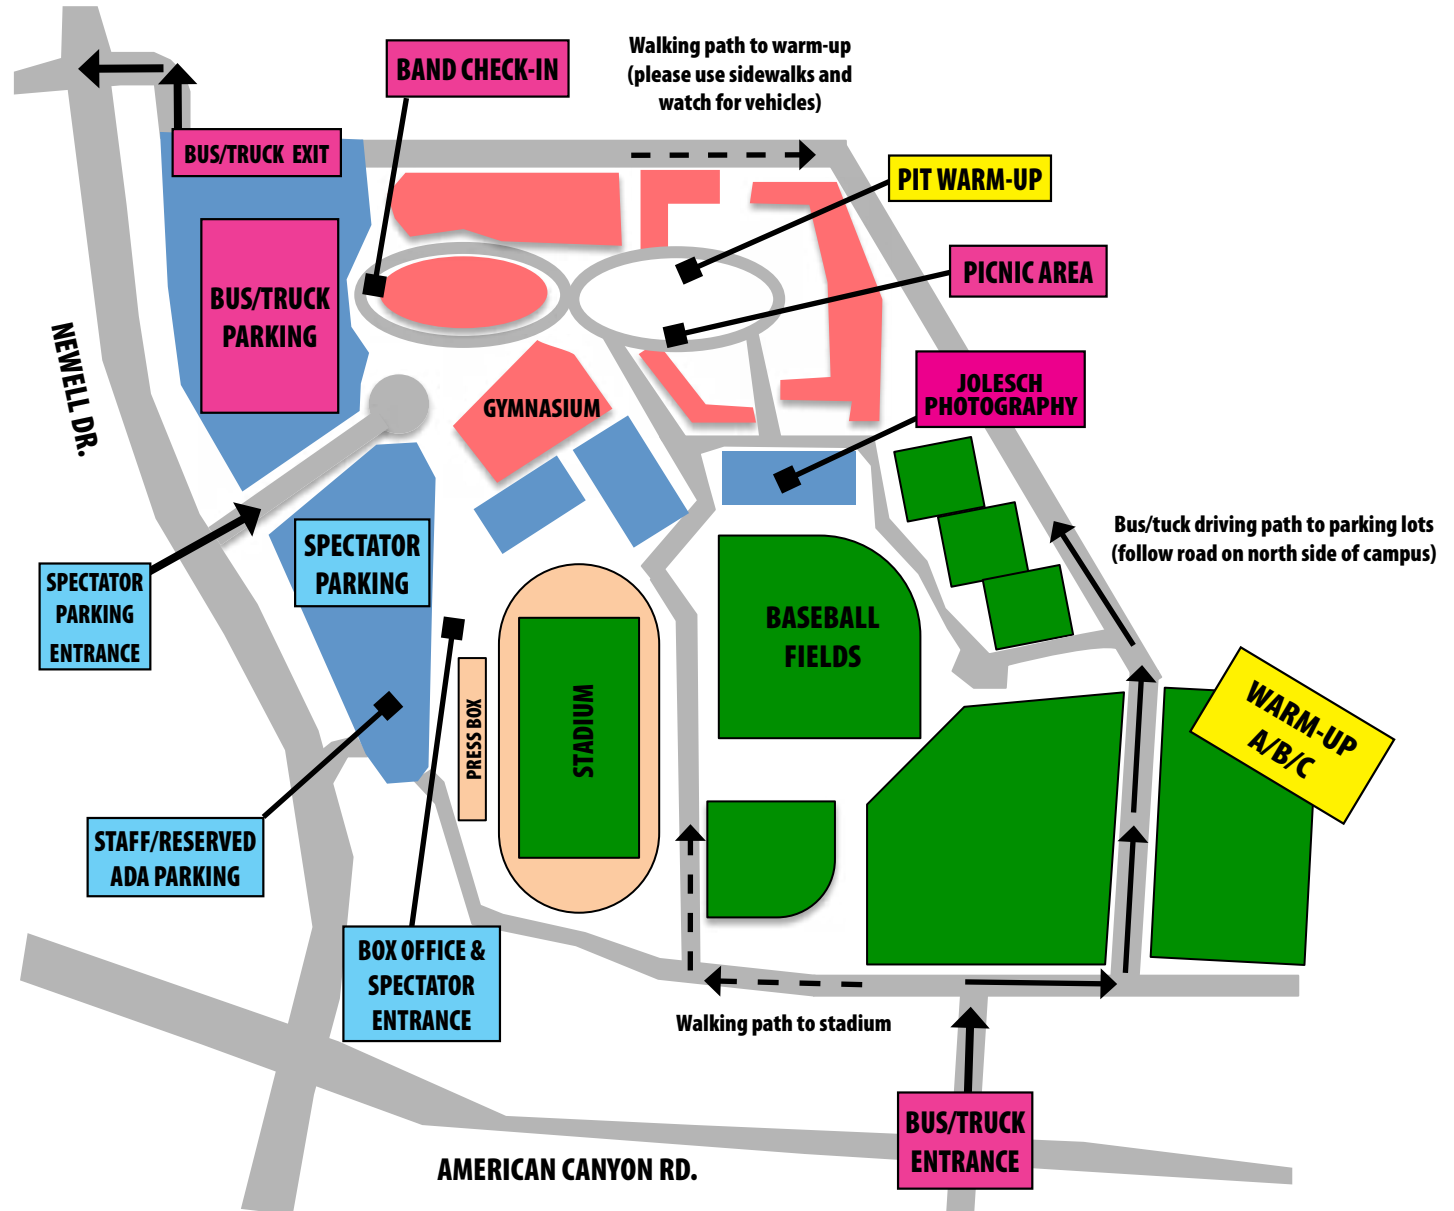 Walking path to warm-up
(please use sidewalks and
watch for vehicles)
BAND CHECK-IN
BUS/TRUCK EXIT
PIT WARM-UP
PICNIC AREA
BUS/TRUCK
PARKING
NEWELL DR.
JOLESCH
PHOTOGRAPHY
GYMNASIUM
Bus/tuck driving path to parking lots
(follow road on north side of campus)
SPECTATOR
PARKING
SPECTATOR
PARKING
ENTRANCE
BASEBALL
FIELDS
WARM-UP
A/B/C
PRESS BOX
STADIUM
STAFF/RESERVED
ADA PARKING
BOX OFFICE &
SPECTATOR
ENTRANCE
Walking path to stadium
BUS/TRUCK
ENTRANCE
AMERICAN CANYON RD.